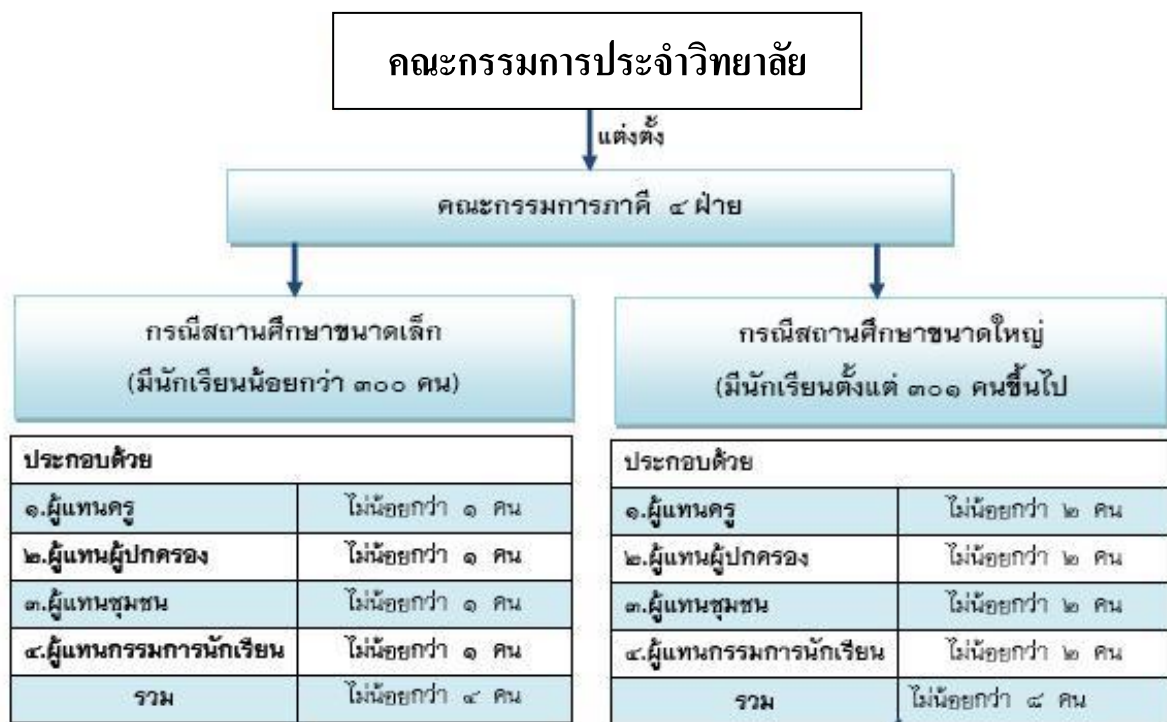 คณะกรรมการประจำวิทยาลัย
แต่งตั้ง
คณะกรรมการภาคี ๔ ฝ่าย
กรณีสถานศึกษาขนาดเล็ก
(มีนักเรียนน้อยกว่า ๓๐๐ คน)
ประกอบด้วย
๑.ผู้แทนครู ไม่น้อยกว่า ๑ คน
๒.ผู้แทนผู้ปกครอง ไม่น้อยกว่า ๑ คน
๓.ผู้แทนชุมชน ไม่น้อยกว่า ๑ คน
๔.ผู้แทนกรรมการนักเรียน ไม่น้อยกว่า ๑ คน
รวม ไม่น้อยกว่า ๔ คน
กรณีสถานศึกษาขนาดใหญ่
(มีนักเรียนตั้งแต่ ๓๐๑ คนขึ้นไป
ประกอบด้วย
๑.ผู้แทนครู ไม่น้อยกว่า ๒ คน
๒.ผู้แทนผู้ปกครอง ไม่น้อยกว่า ๒ คน
๓.ผู้แทนชุมชน ไม่น้อยกว่า ๒ คน
๔.ผู้แทนกรรมการนักเรียน ไม่น้อยกว่า ๒ คน
รวม ไม่น้อยกว่า ๘ คน